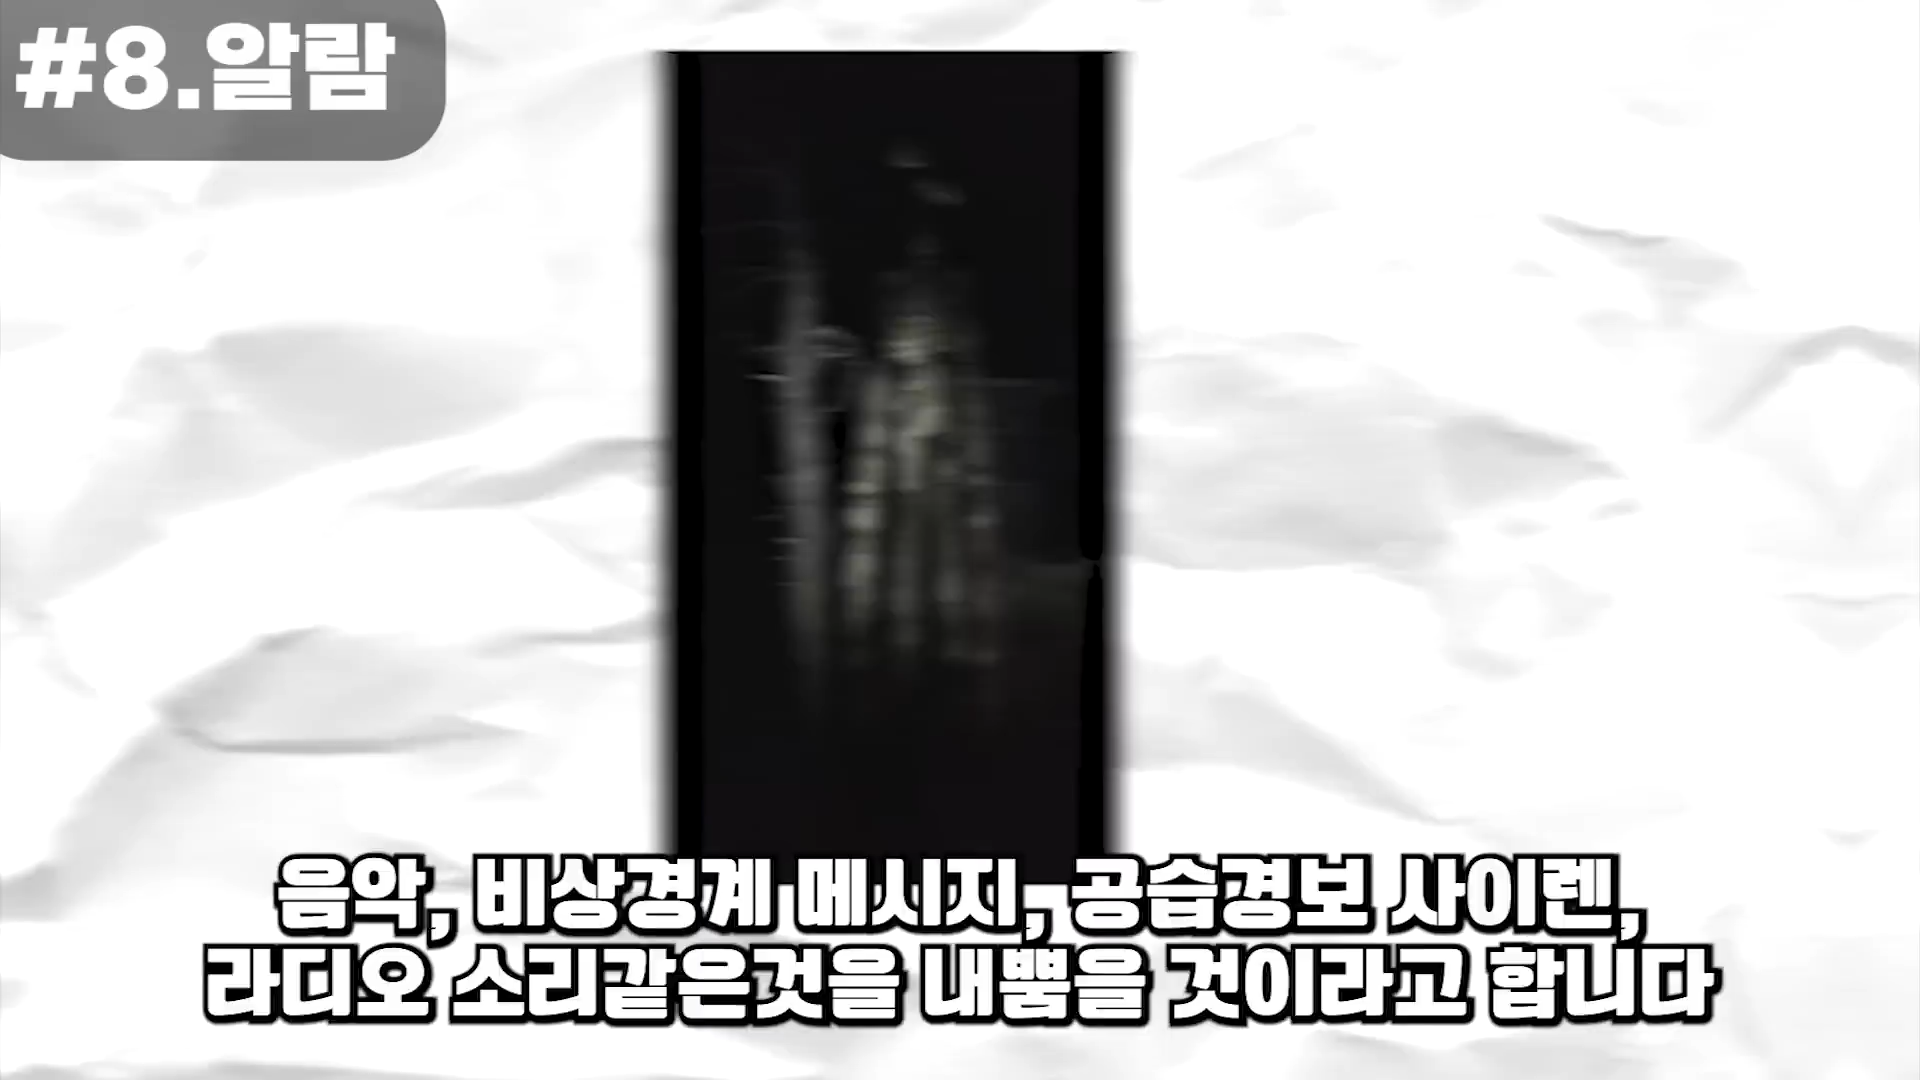 #8.알람
음악, 비상경계 메시지, 공습경보 사이렌,
라디오 소리같은것을 내뿜을 것이라고 합니다